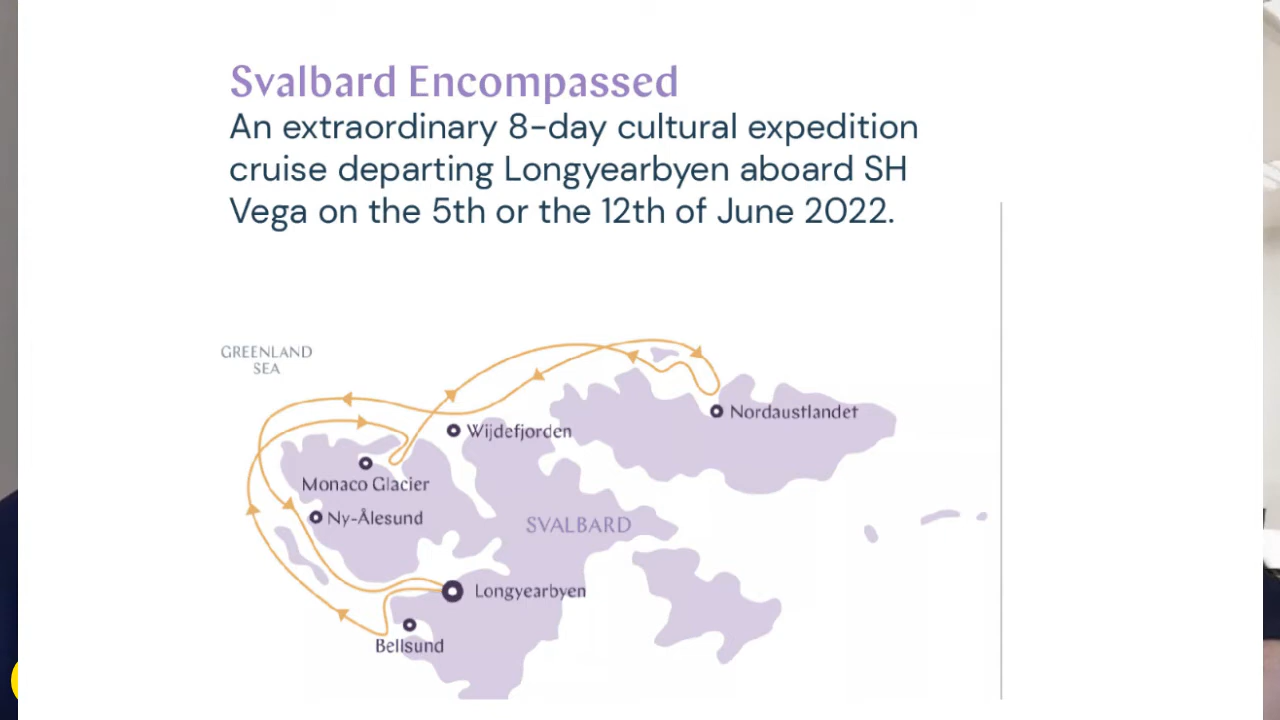 Svalbard Encompassed
An extraordinary 8-day cultural expedition
cruise departing Longyearbyen aboard SH
Vega on the 5th or the 12th of June 2022.
GREENLAND
SEA
Nordaustlandet
Wijdefjorden
Monaco Glacier
Ny-Ålesund
SVALBARD
Longyearbyen
Bellsund